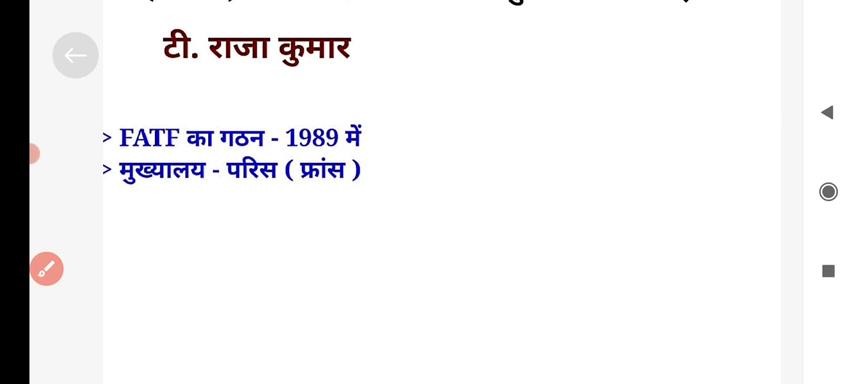 टी. राजा कुमार
> FATF का गठन - 1989 में
> मुख्यालय - परिस ( फ्रांस )